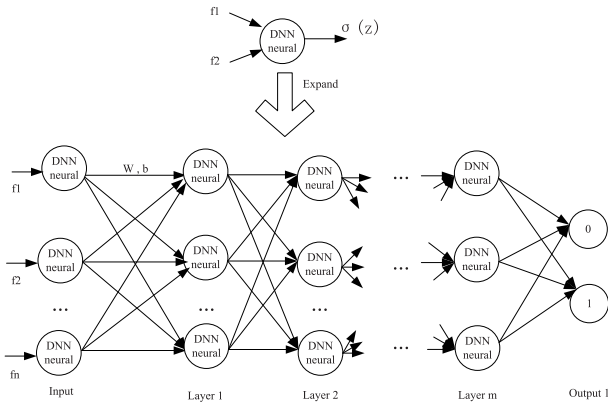 f1
DNN
neural
σ (z)
f2
Expand
DNN
neural
W , b
DNN
neural
DNN
neural
...
DNN
neural
f1
DNN
neural
DNN
neural
DNN
neural
...
DNN
neural
0
f2
...
...
...
1
DNN
neural
DNN
neural
DNN
neural
...
DNN
neural
fn
Input
Layer 1
Layer 2
Layer m
Output l